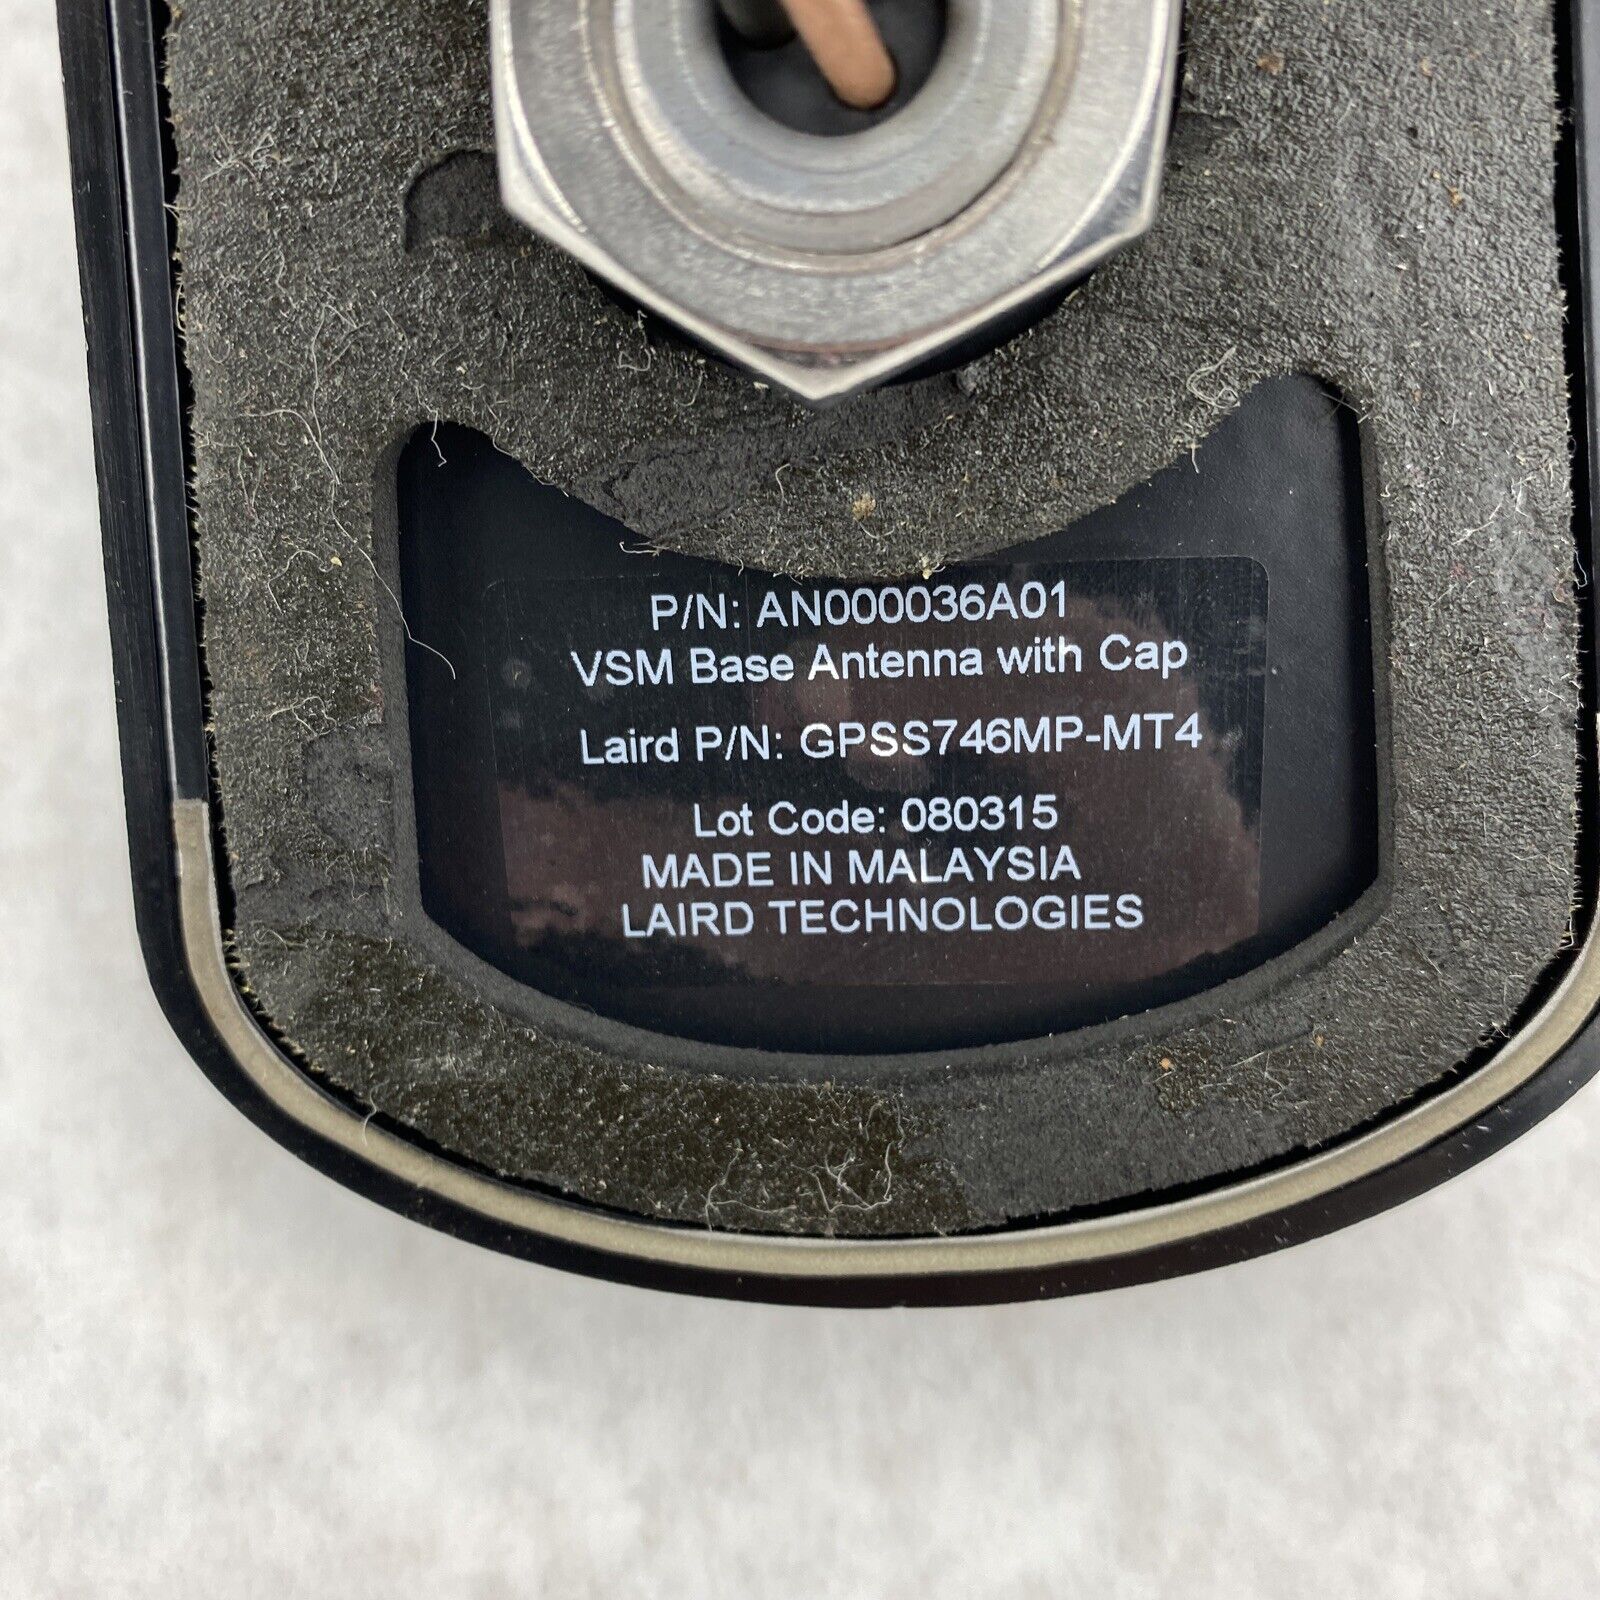 P/N: AN000036A01
VSM Base Antenna with Cap
Laird P/N: GPSS746MP-MT4
Lot Code: 080315
MADE IN MALAYSIA
LAIRD TECHNOLOGIES